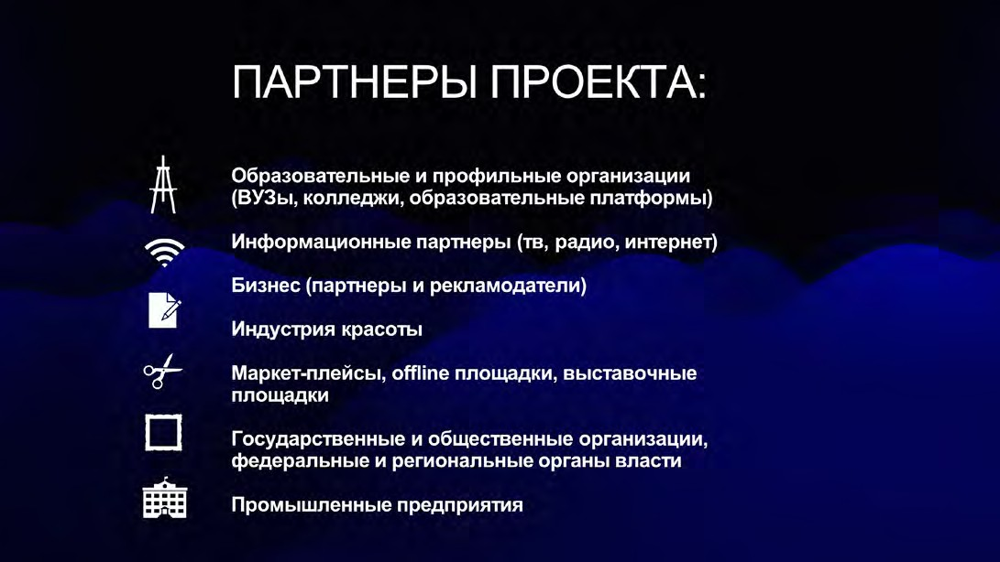 ПАРТНЕРЫ ПРОЕКТА:
Образовательные и профильные организации
(ВУЗы, колледжи, образовательные платформы)
Информационные партнеры (тв, радио, интернет)
Бизнес (партнеры и рекламодатели)
Индустрия красоты
Маркет-плейсы, offline площадки, выставочные
площадки
Государственные и общественные организации,
федеральные и региональные органы власти
Промышленные предприятия